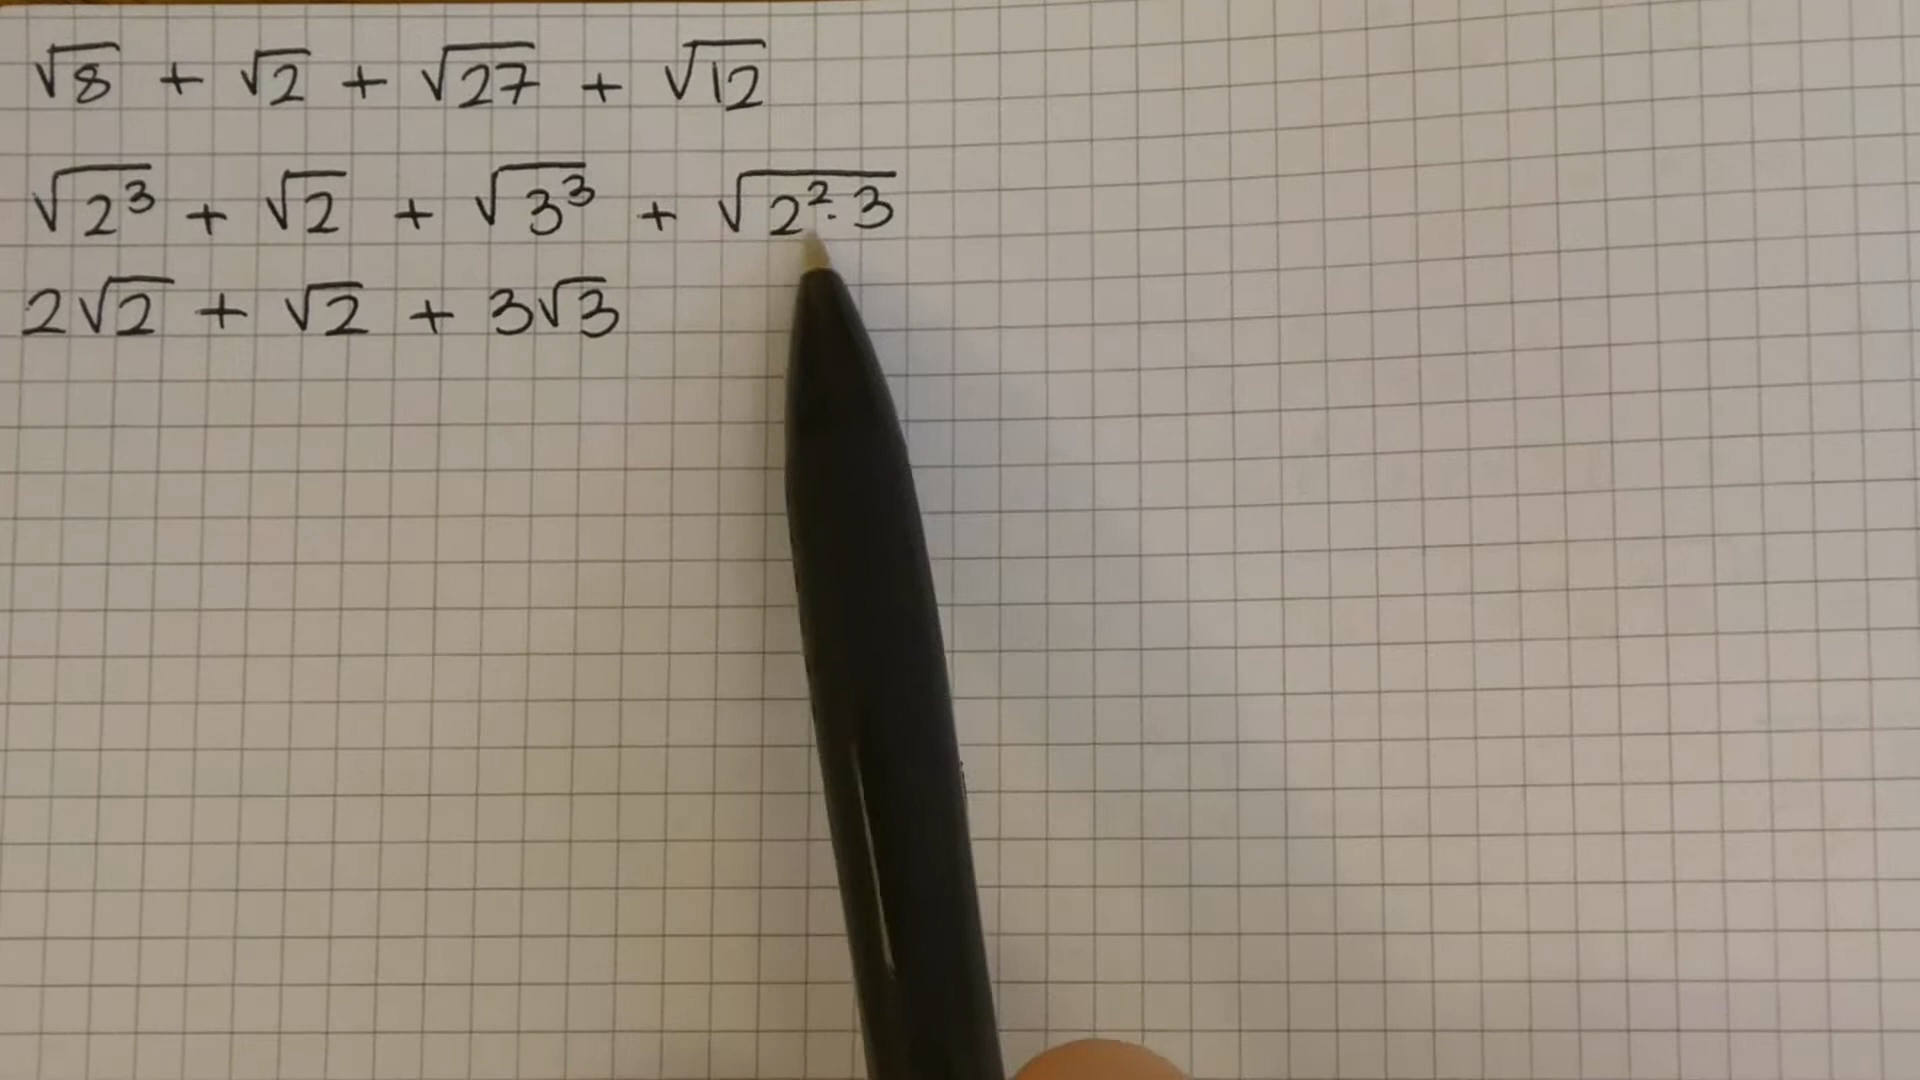 √8 + √2 + √27 + √12
√2³ + √2 + √3³ + √2²·3
2√2 + √2 + 3√3